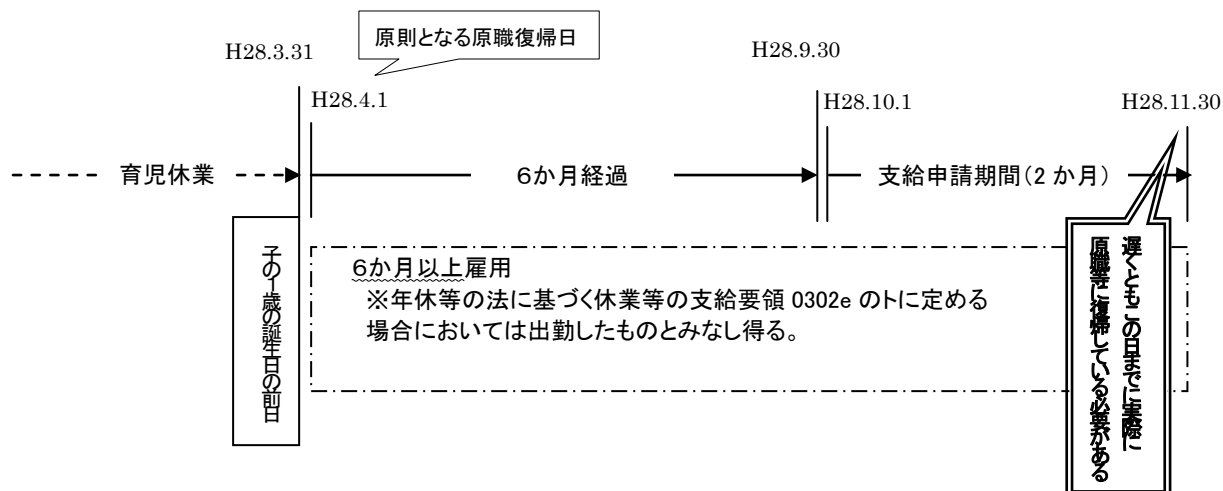 原則となる原職復帰日
H28.3.31
H28.9.30
H28.4.1
H28.10.1
H28.11.30
育児休業
６か月経過
支給申請期間（2 か月）
子の１歳の誕生日の前日
６か月以上雇用
※年休等の法に基づく休業等の支給要領 0302e のトに定める
場合においては出勤したものとみなし得る。
遅くともこの日までに実際に
原職等に復帰している必要がある